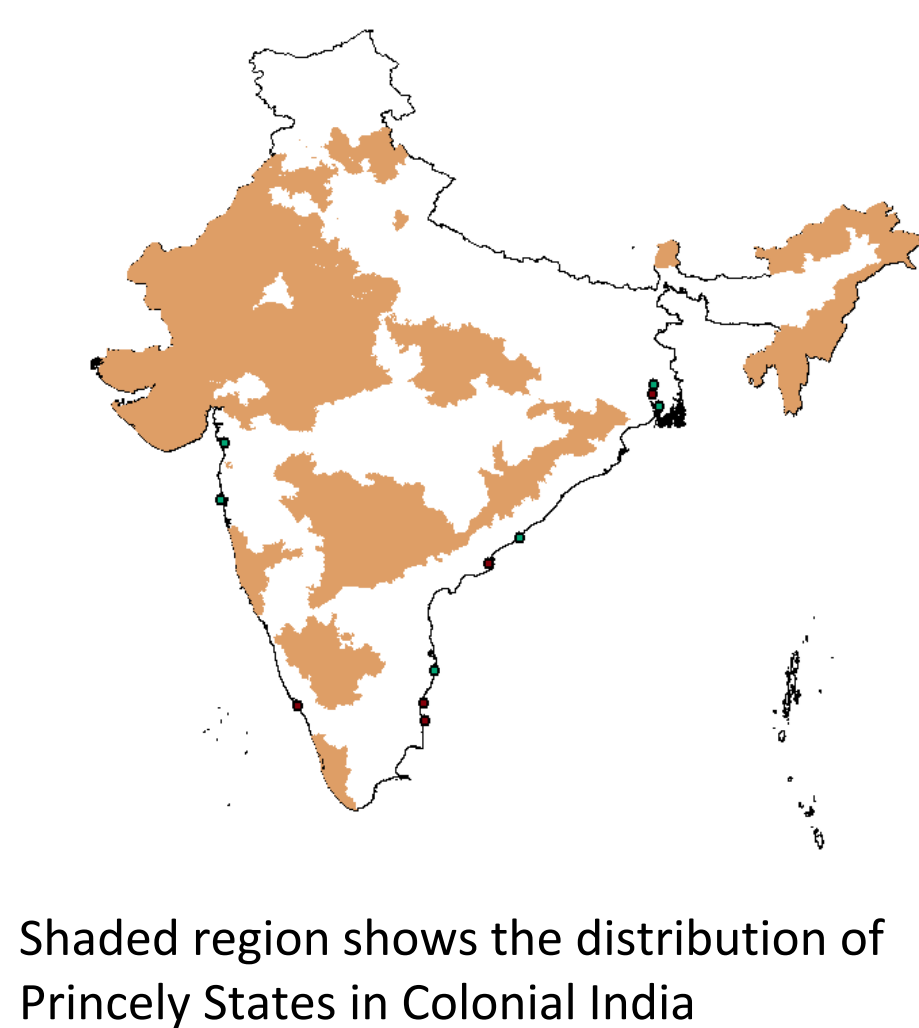 Shaded region shows the distribution of
Princely States in Colonial India